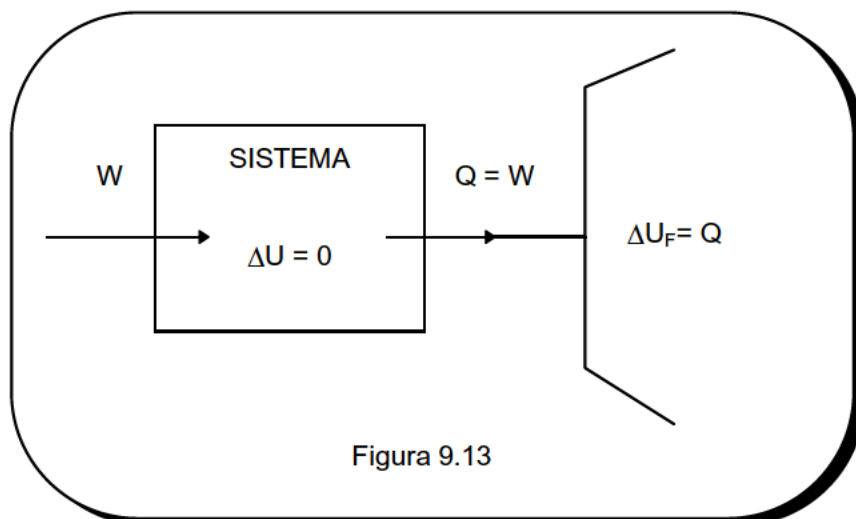 SISTEMA
W
Q = W
ΔU = 0
ΔU_F= Q
Figura 9.13